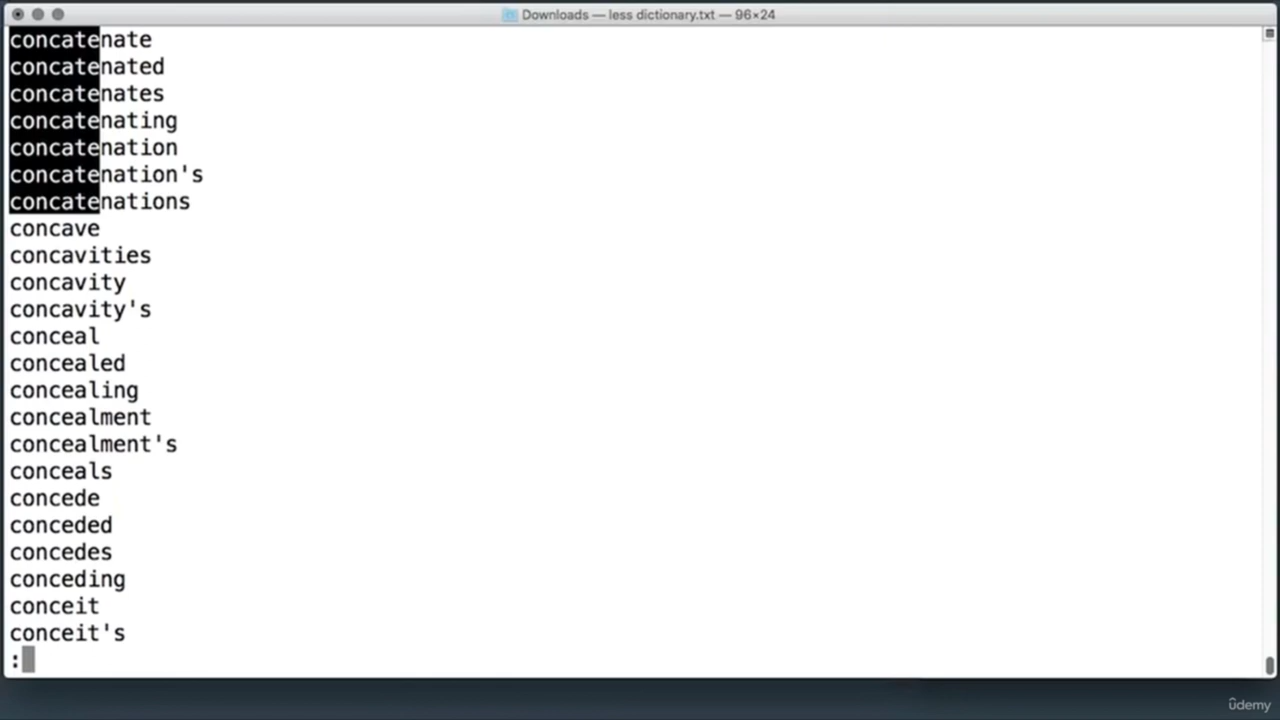 Downloads — less dictionary.txt — 96×24
concatenate
concatenated
concatenates
concatenating
concatenation
concatenation's
concatenations
concave
concavities
concavity
concavity's
conceal
concealed
concealing
concealment
concealment's
conceals
concede
conceded
concedes
conceding
conceit
conceit's
:
ûdemy